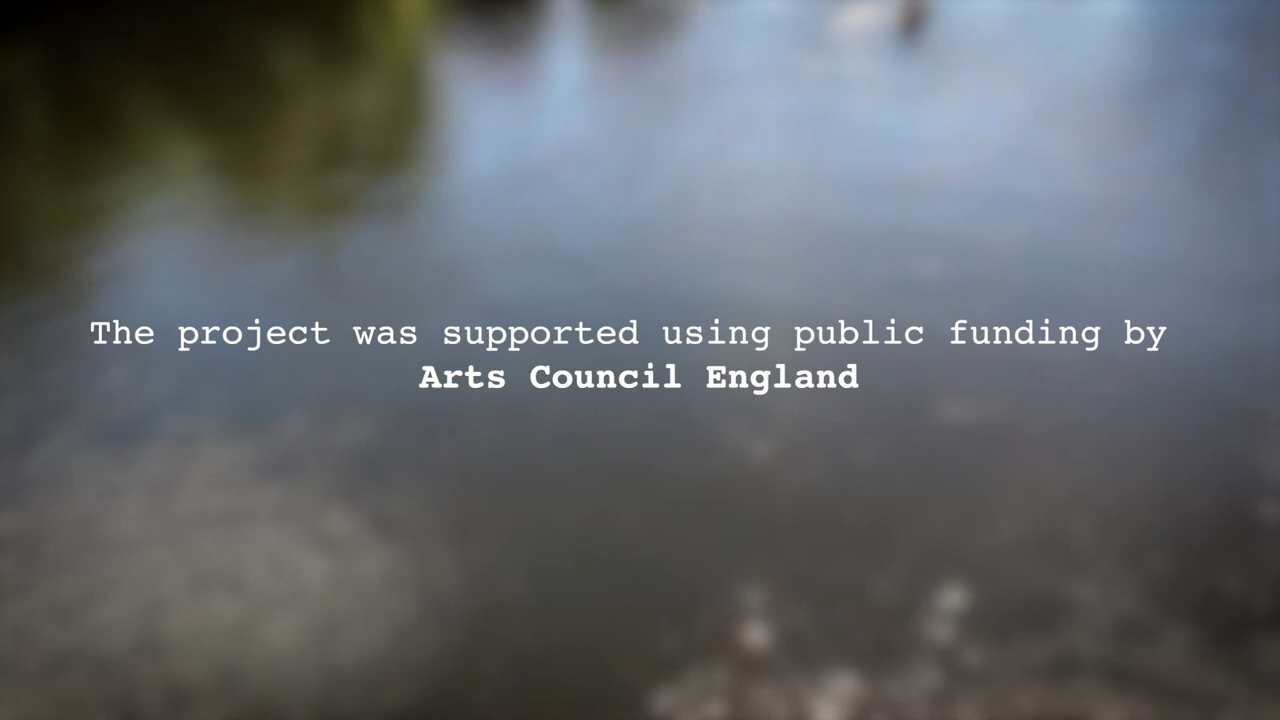 The project was supported using public funding by
Arts Council England